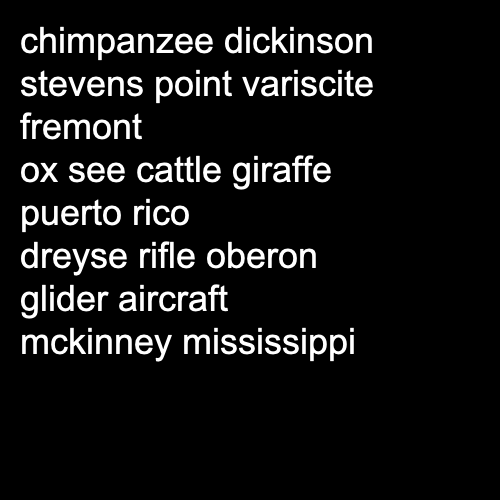 chimpanzee dickinson
stevens point variscite
fremont
ox see cattle giraffe
puerto rico
dreyse rifle oberon
glider aircraft
mckinney mississippi